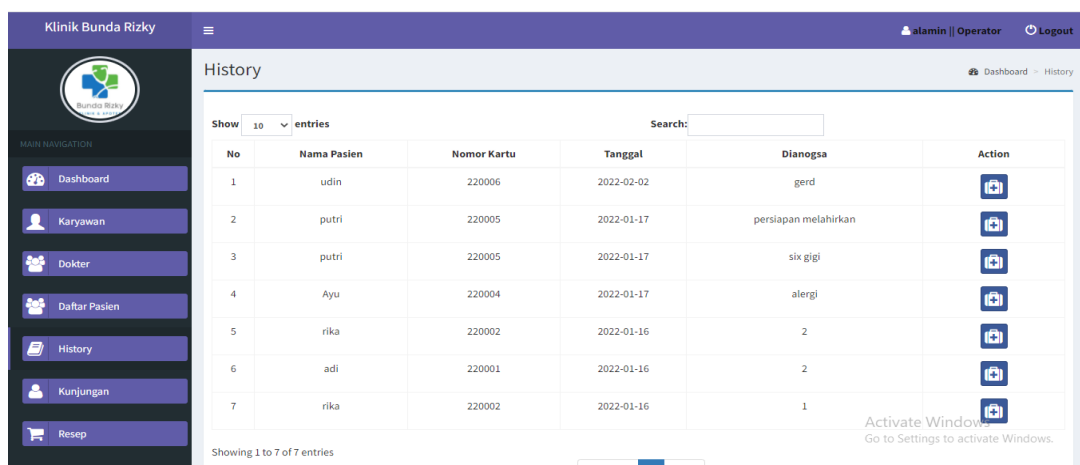 Klinik Bunda Rizky
alamin || Operator
Logout
Bunda Rizky
MAIN NAVIGATION
Dashboard
Karyawan
Dokter
Daftar Pasien
History
Kunjungan
Resep
History
Dashboard > History
Show 10 entries
Search:
No Nama Pasien Nomor Kartu Tanggal Dianogsa Action
1 udin 220006 2022-02-02 gerd
2 putri 220005 2022-01-17 persiapan melahirkan
3 putri 220005 2022-01-17 six gigi
4 Ayu 220004 2022-01-17 alergi
5 rika 220002 2022-01-16 2
6 adi 220001 2022-01-16 2
7 rika 220002 2022-01-16 1
Showing 1 to 7 of 7 entries
Activate Windows
Go to Settings to activate Windows.